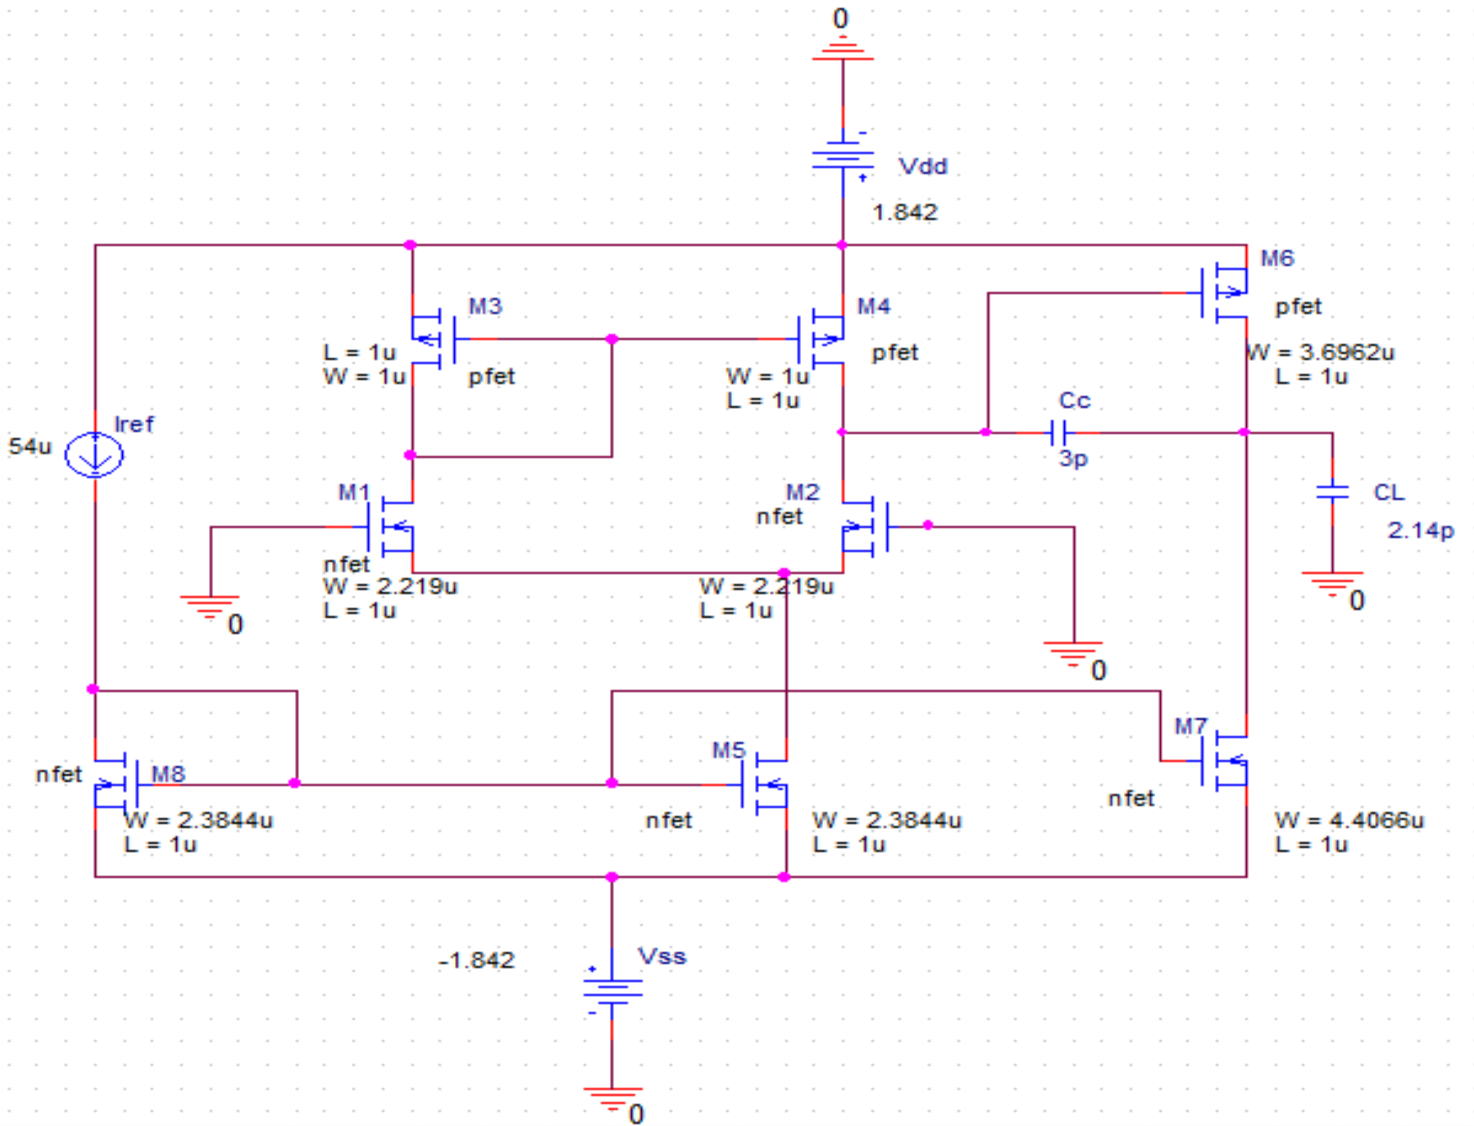 0
-
Vdd
+
1.842
M6
pfet
W = 3.6962u
L = 1u
M3
L = 1u
W = 1u
pfet
M4
pfet
W = 1u
L = 1u
Iref
54u
+
-
Cc
3p
CL
2.14p
0
M1
nfet
W = 2.219u
L = 1u
0
M2
nfet
W = 2.219u
L = 1u
0
nfet
M8
W = 2.3844u
L = 1u
M5
nfet
W = 2.3844u
L = 1u
M7
nfet
W = 4.4066u
L = 1u
-1.842
+
Vss
-
0